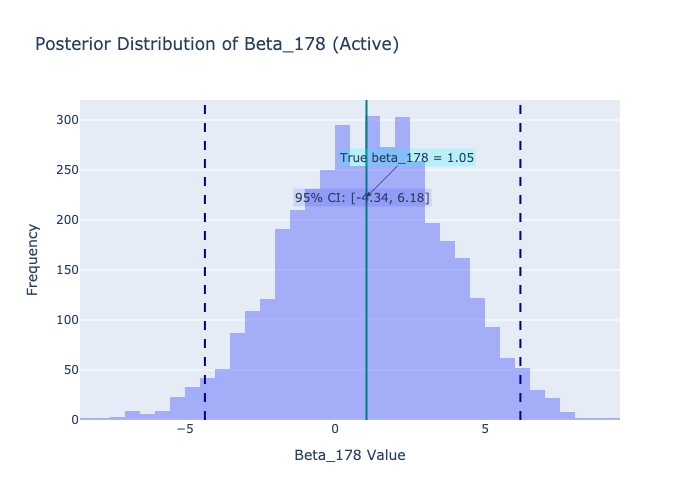 Posterior Distribution of Beta_178 (Active)
300
250
200
150
100
50
0
Frequency
True beta_178 = 1.05
95% CI: [-4.34, 6.18]
−5
0
5
Beta_178 Value